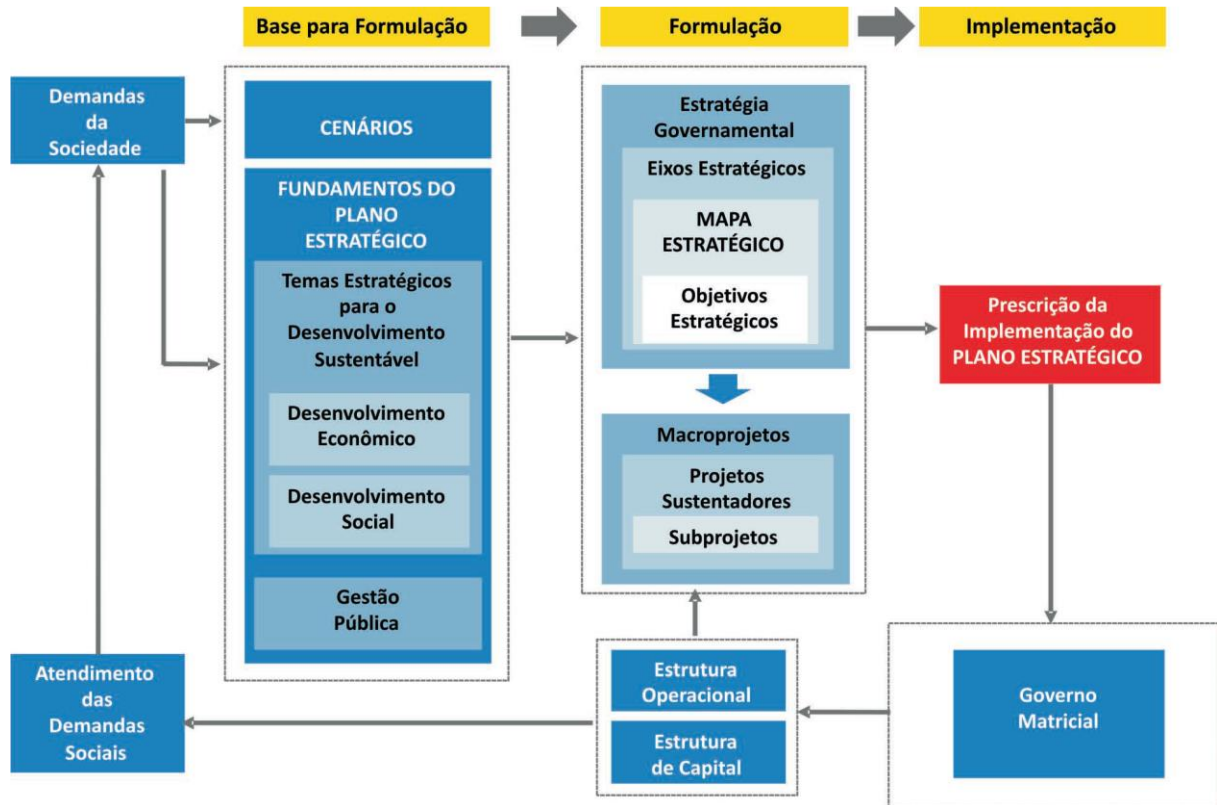 Base para Formulação
Formulação
Implementação
Demandas
da
Sociedade
CENÁRIOS
FUNDAMENTOS DO
PLANO
ESTRATÉGICO
Temas Estratégicos
para o
Desenvolvimento
Sustentável
Desenvolvimento
Econômico
Desenvolvimento
Social
Gestão
Pública
Estratégia
Governamental
Eixos Estratégicos
MAPA
ESTRATÉGICO
Objetivos
Estratégicos
Macroprojetos
Projetos
Sustentadores
Subprojetos
Prescrição da
Implementação do
PLANO ESTRATÉGICO
Atendimento
das
Demandas
Sociais
Estrutura
Operacional
Estrutura
de Capital
Governo
Matricial